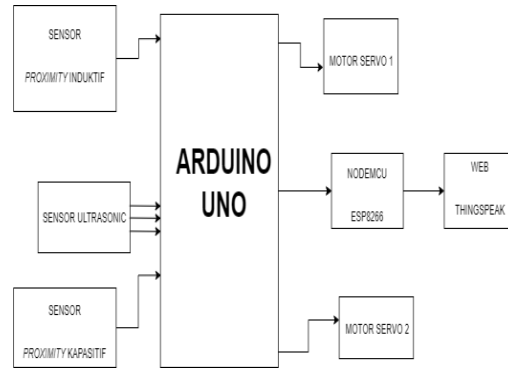 SENSOR
PROXIMITY INDUKTIF
SENSOR ULTRASONIC
SENSOR
PROXIMITY KAPASITIF
ARDUINO
UNO
MOTOR SERVO 1
NODEMCU
ESP8266
WEB
THINGSPEAK
MOTOR SERVO 2